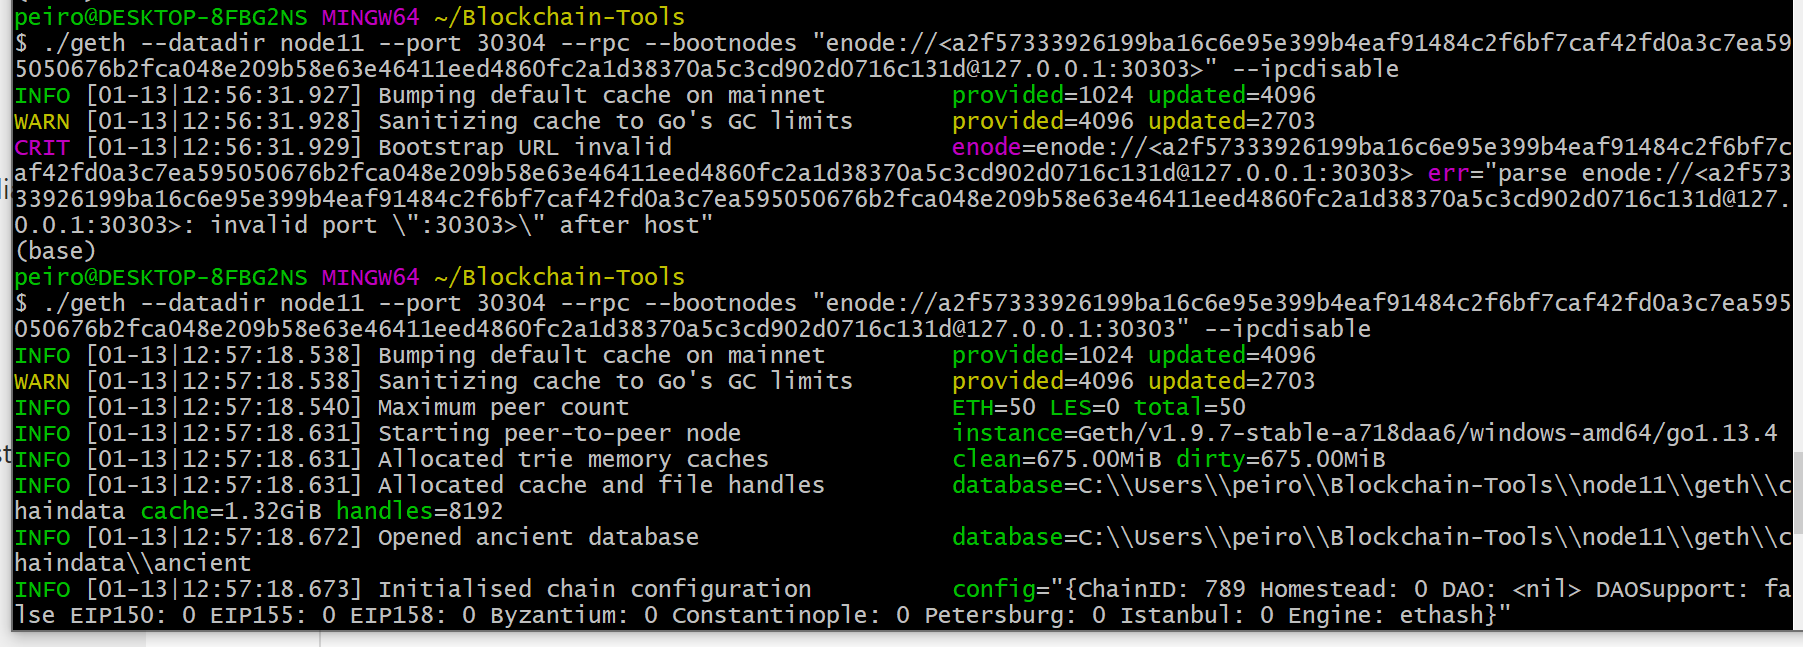 peiro@DESKTOP-8FBG2NS MINGW64 ~/Blockchain-Tools
$ ./geth --datadir node11 --port 30304 --rpc --bootnodes "enode://<a2f57333926199ba16c6e95e399b4eaf91484c2f6bf7caf42fd0a3c7ea59
5050676b2fca048e209b58e63e46411eed4860fc2a1d38370a5c3cd902d0716c131d@127.0.0.1:30303>" --ipcdisable
INFO [01-13|12:56:31.927] Bumping default cache on mainnet         provided=1024 updated=4096
WARN [01-13|12:56:31.928] Sanitizing cache to Go's GC limits       provided=4096 updated=2703
CRIT [01-13|12:56:31.929] Bootstrap URL invalid                    enode=enode://<a2f57333926199ba16c6e95e399b4eaf91484c2f6bf7c
af42fd0a3c7ea595050676b2fca048e209b58e63e46411eed4860fc2a1d38370a5c3cd902d0716c131d@127.0.0.1:30303> err="parse enode://<a2f573
33926199ba16c6e95e399b4eaf91484c2f6bf7caf42fd0a3c7ea595050676b2fca048e209b58e63e46411eed4860fc2a1d38370a5c3cd902d0716c131d@127.
0.0.1:30303>: invalid port \":30303>\" after host"
(base)
peiro@DESKTOP-8FBG2NS MINGW64 ~/Blockchain-Tools
$ ./geth --datadir node11 --port 30304 --rpc --bootnodes "enode://a2f57333926199ba16c6e95e399b4eaf91484c2f6bf7caf42fd0a3c7ea595
050676b2fca048e209b58e63e46411eed4860fc2a1d38370a5c3cd902d0716c131d@127.0.0.1:30303" --ipcdisable
INFO [01-13|12:57:18.538] Bumping default cache on mainnet         provided=1024 updated=4096
WARN [01-13|12:57:18.538] Sanitizing cache to Go's GC limits       provided=4096 updated=2703
INFO [01-13|12:57:18.540] Maximum peer count                       ETH=50 LES=0 total=50
INFO [01-13|12:57:18.631] Starting peer-to-peer node               instance=Geth/v1.9.7-stable-a718daa6/windows-amd64/go1.13.4
INFO [01-13|12:57:18.631] Allocated trie memory caches             clean=675.00MiB dirty=675.00MiB
INFO [01-13|12:57:18.631] Allocated cache and file handles         database=C:\\Users\\peiro\\Blockchain-Tools\\node11\\geth\\c
haindata cache=1.32GiB handles=8192
INFO [01-13|12:57:18.672] Opened ancient database                  database=C:\\Users\\peiro\\Blockchain-Tools\\node11\\geth\\c
haindata\\ancient
INFO [01-13|12:57:18.673] Initialised chain configuration          config="{ChainID: 789 Homestead: 0 DAO: <nil> DAOSupport: fa
lse EIP150: 0 EIP155: 0 EIP158: 0 Byzantium: 0 Constantinople: 0 Petersburg: 0 Istanbul: 0 Engine: ethash}"